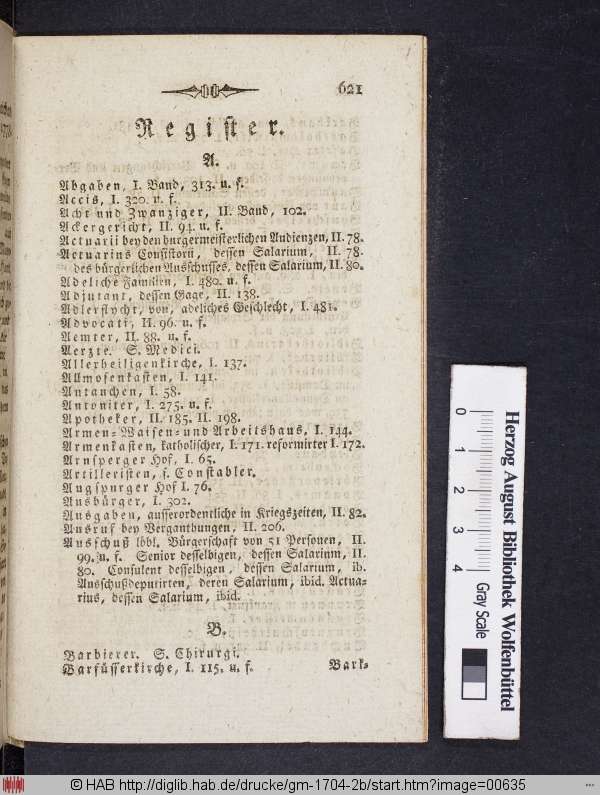 621
Register.
A.
Abgaben, I. Band, 313. u. f.
Accis, I. 320. u. f.
Acht und Zwanziger, II. Band, 102.
Ackergericht, II. 94. u. f.
Actuarii bey den burgermeisterlichen Audienzen, II. 78.
Actuarius Consistorii, dessen Salarium, II. 78.
des bürgerlichen Ausschusses, dessen Salarium, II. 80.
Adeliche Familien, I. 480. u. f.
Adjutant, dessen Gage, II. 138.
Adlerflycht, von, adeliches Geschlecht, I. 481.
Advocati, II. 96. u. f.
Aemter, II. 88. u. f.
Aerzte. S. Medici.
Allerheiligenkirche, I. 137.
Allmosenkasten, I. 141.
Antauchen, I. 58.
Antoniter, I. 275. u. f.
Apotheker, II. 185. II. 198.
Armen- Waisen- und Arbeitshaus, I. 144.
Armenkasten, katholischer, I. 171. reformirter I. 172.
Arnsperger Hof, I. 65.
Artilleristen, s. Constabler.
Augspurger Hof I. 76.
Ausbürger, I. 302.
Ausgaben, ausserordentliche in Kriegszeiten, II. 82.
Ausruf bey Verganthungen, II. 206.
Ausschuß löbl. Bürgerschaft von 51 Personen, II.
99. u. f. Senior desselbigen, dessen Salarium, II.
80. Consulent desselbigen, dessen Salarium, ib.
Ausschußdeputirten, deren Salarium, ibid. Actua-
rius, dessen Salarium, ibid.
B.
Barbierer. S. Chirurgi.
Barfüsserkirche, I. 115. u. f.
Bark-
0
1
2
3
4
Herzog August Bibliothek Wolfenbüttel
Gray Scale
© HAB http://diglib.hab.de/drucke/gm-1704-2b/start.htm?image=00635